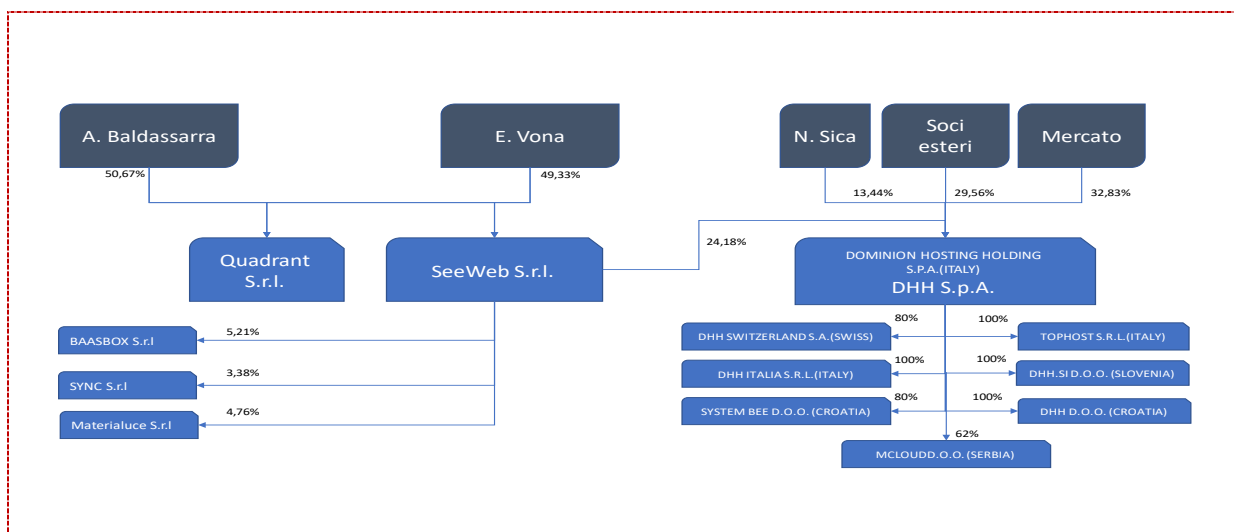 A. Baldassarra
E. Vona
N. Sica
Soci
esteri
Mercato
50,67%
49,33%
13,44%
29,56%
32,83%
24,18%
Quadrant
S.r.l.
SeeWeb S.r.l.
DOMINION HOSTING HOLDING
S.P.A.(ITALY)
DHH S.p.A.
5,21%
BAASBOX S.r.l
3,38%
SYNC S.r.l
4,76%
Materialuce S.r.l
80%
100%
DHH SWITZERLAND S.A.(SWISS)
TOPHOST S.R.L.(ITALY)
100%
100%
DHH ITALIA S.R.L.(ITALY)
DHH.SI D.O.O. (SLOVENIA)
80%
100%
SYSTEM BEE D.O.O. (CROATIA)
DHH D.O.O. (CROATIA)
62%
MCLOUDD.O.O. (SERBIA)